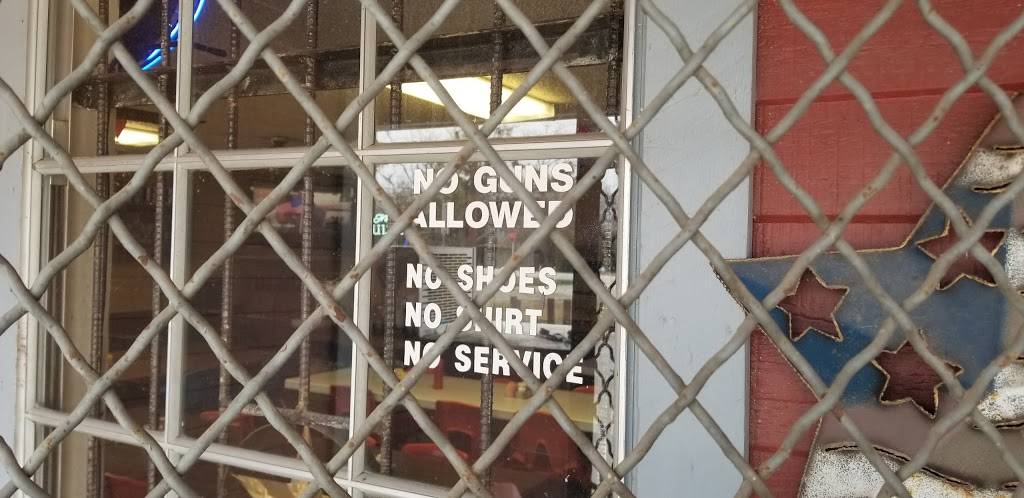 NO GUNS
ALLOWED
NO SHOES
NO SHIRT
NO SERVICE